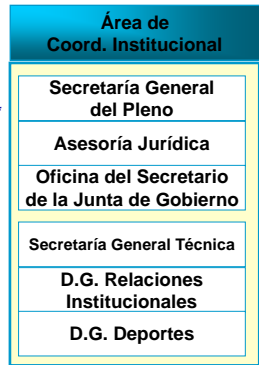 Área de
Coord. Institucional
Secretaría General
del Pleno
Asesoría Jurídica
Oficina del Secretario
de la Junta de Gobierno
Secretaría General Técnica
D.G. Relaciones
Institucionales
D.G. Deportes